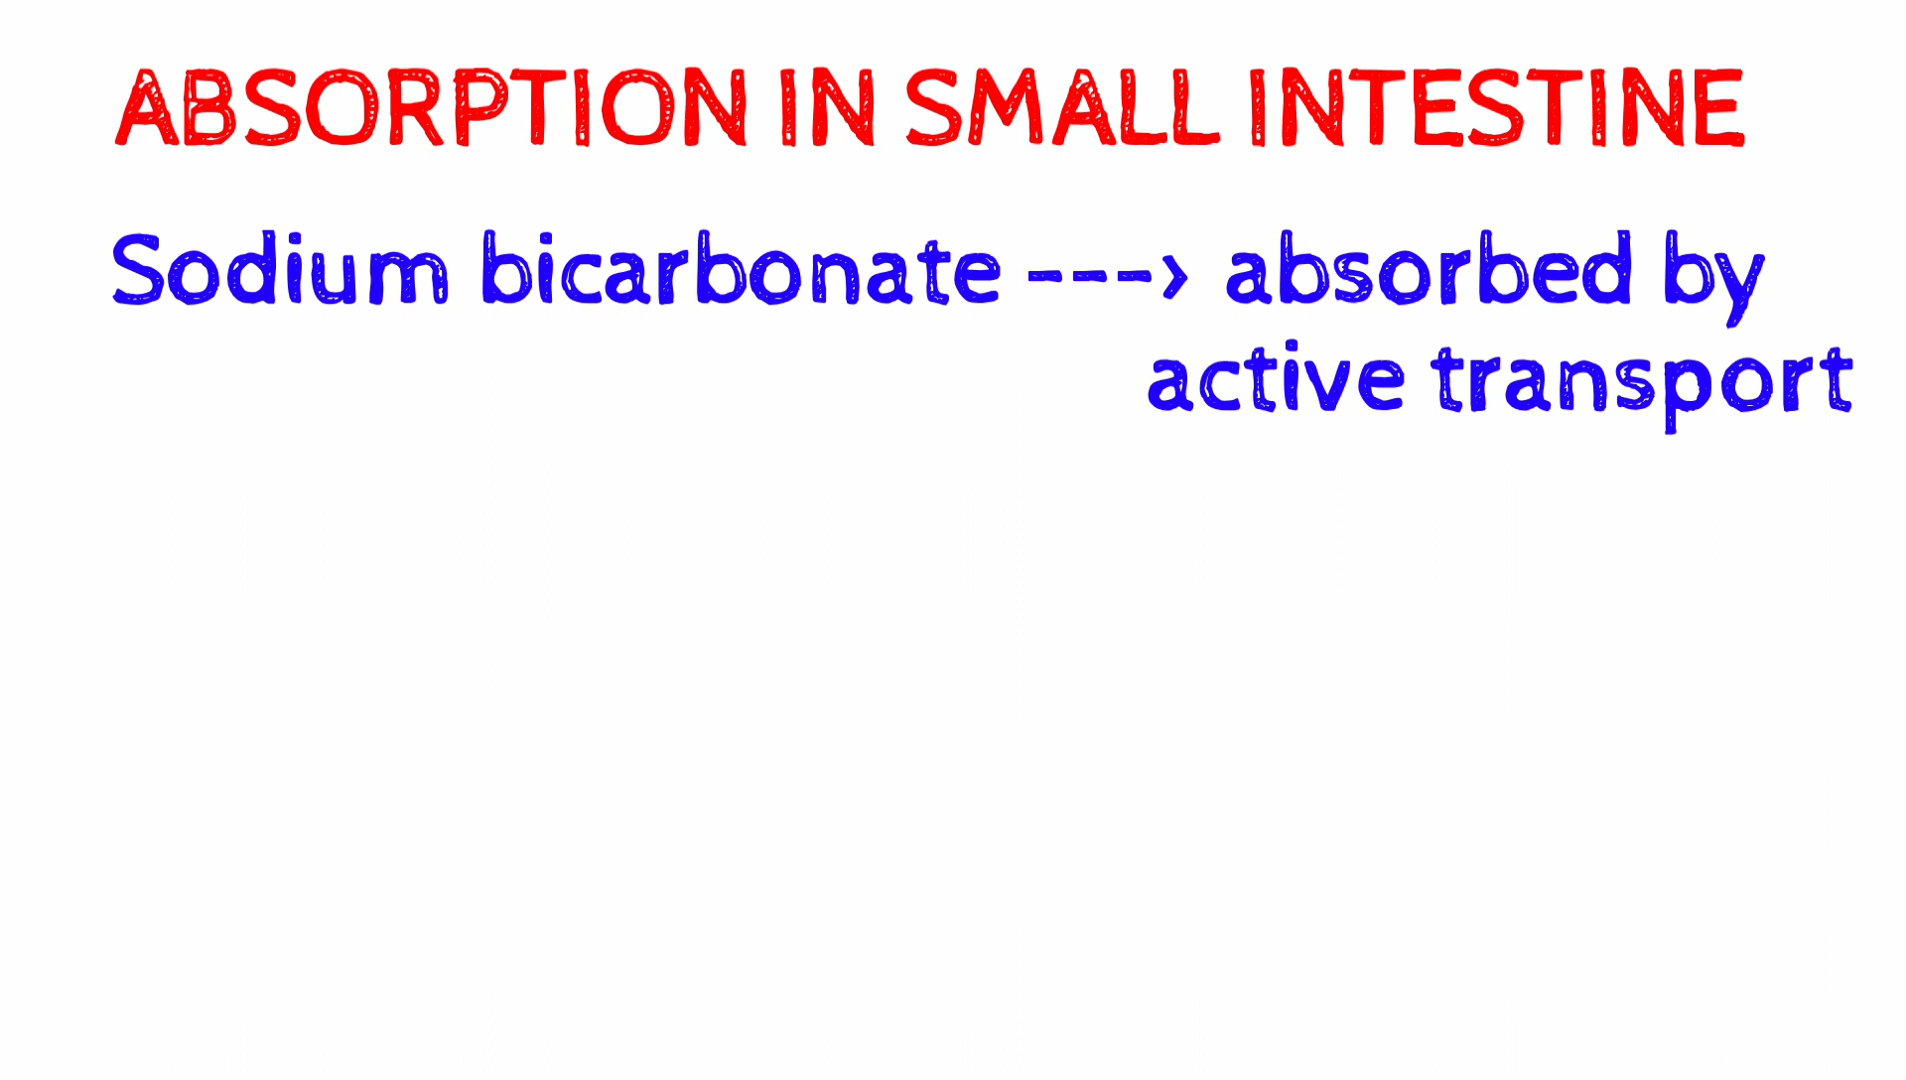 ABSORPTION IN SMALL INTESTINE
Sodium bicarbonate ---> absorbed by
active transport